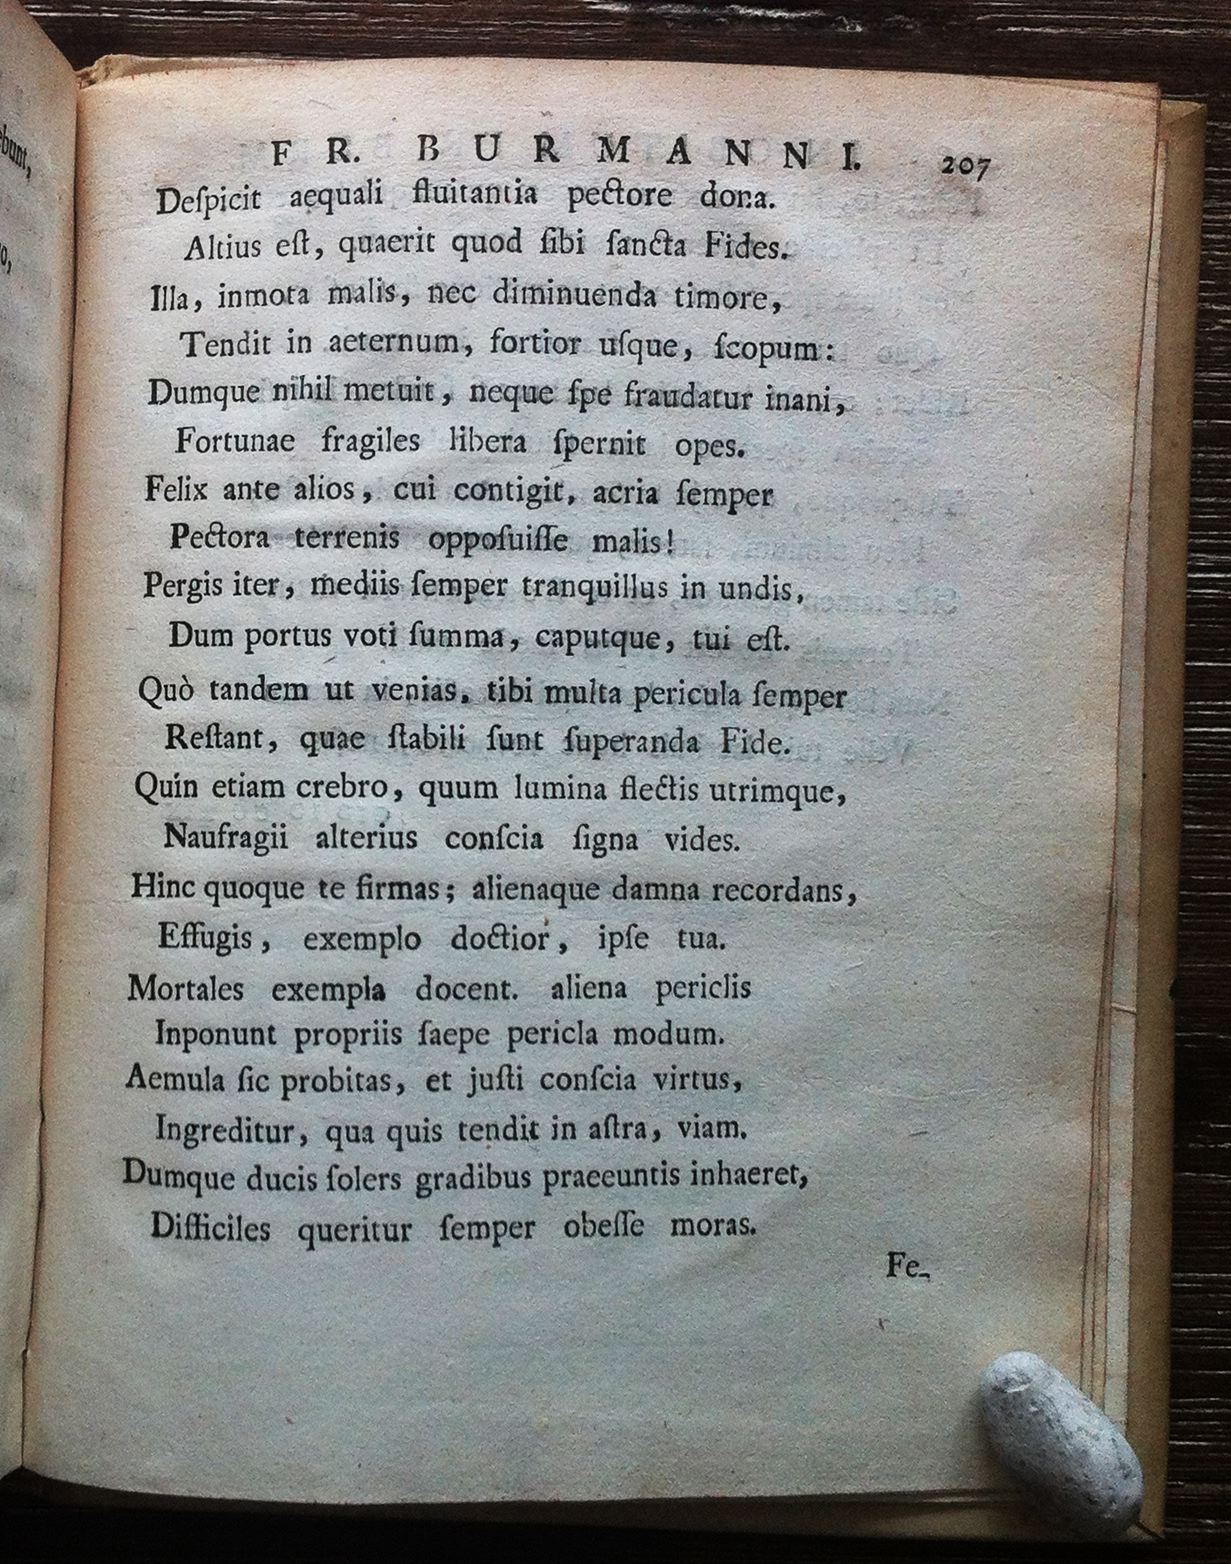 ebunt,
o,
FR. BURMANNI. 207
Deſpicit aequali fluitantia pectore dona.
Altius eſt, quaerit quod ſibi ſancta Fides.
Illa, inmota malis, nec diminuenda timore,
Tendit in aeternum, fortior uſque, ſcopum:
Dumque nihil metuit, neque ſpe fraudatur inani,
Fortunae fragiles libera ſpernit opes.
Felix ante alios, cui contigit, acria ſemper
Pectora terrenis oppoſuiſſe malis!
Pergis iter, mediis ſemper tranquillus in undis,
Dum portus voti ſumma, caputque, tui eſt.
Quò tandem ut venias, tibi multa pericula ſemper
Reſtant, quae ſtabili ſunt ſuperanda Fide.
Quin etiam crebro, quum lumina flectis utrimque,
Naufragii alterius conſcia ſigna vides.
Hinc quoque te firmas; alienaque damna recordans,
Effugis, exemplo doctior, ipſe tua.
Mortales exempla docent. aliena periclis
Inponunt propriis ſaepe pericla modum.
Aemula ſic probitas, et juſti conſcia virtus,
Ingreditur, qua quis tendit in aſtra, viam.
Dumque ducis ſolers gradibus praeeuntis inhaeret,
Difficiles queritur ſemper obeſſe moras.
Fe-